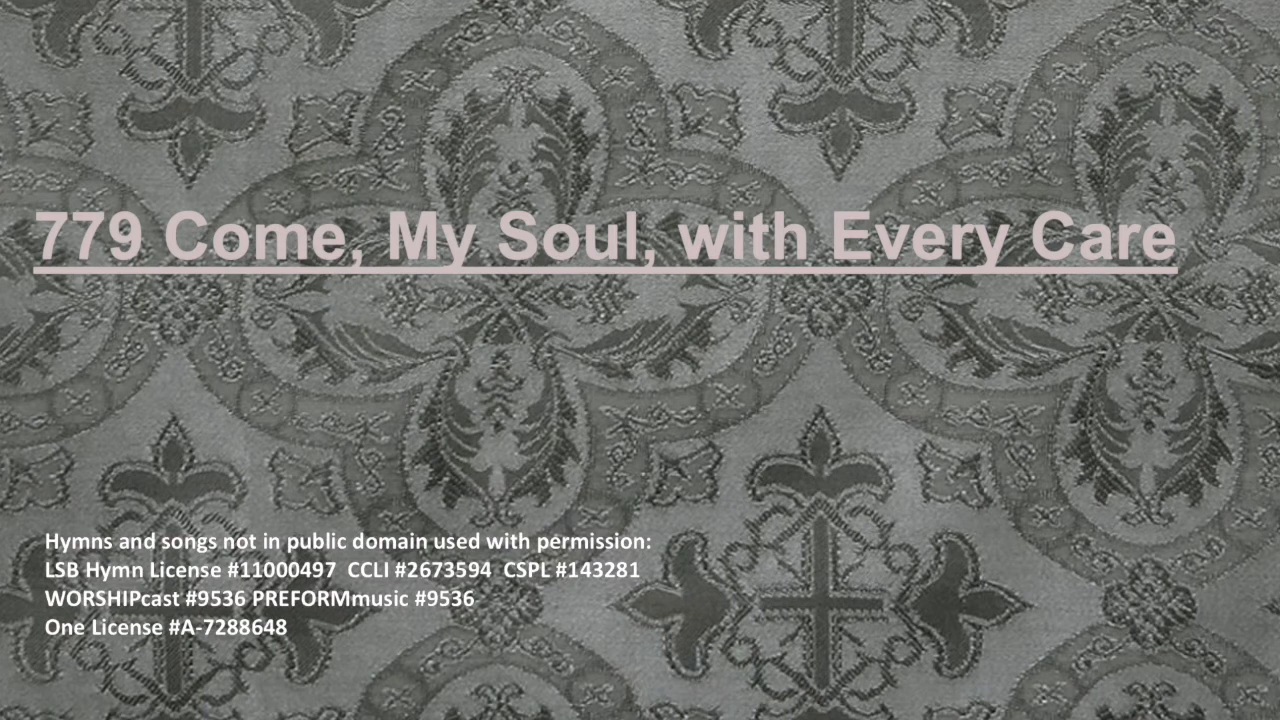 779 Come, My Soul, with Every Care
Hymns and songs not in public domain used with permission:
LSB Hymn License #11000497  CCLI #2673594  CSPL #143281
WORSHIPcast #9536 PREFORMmusic #9536
One License #A-7288648